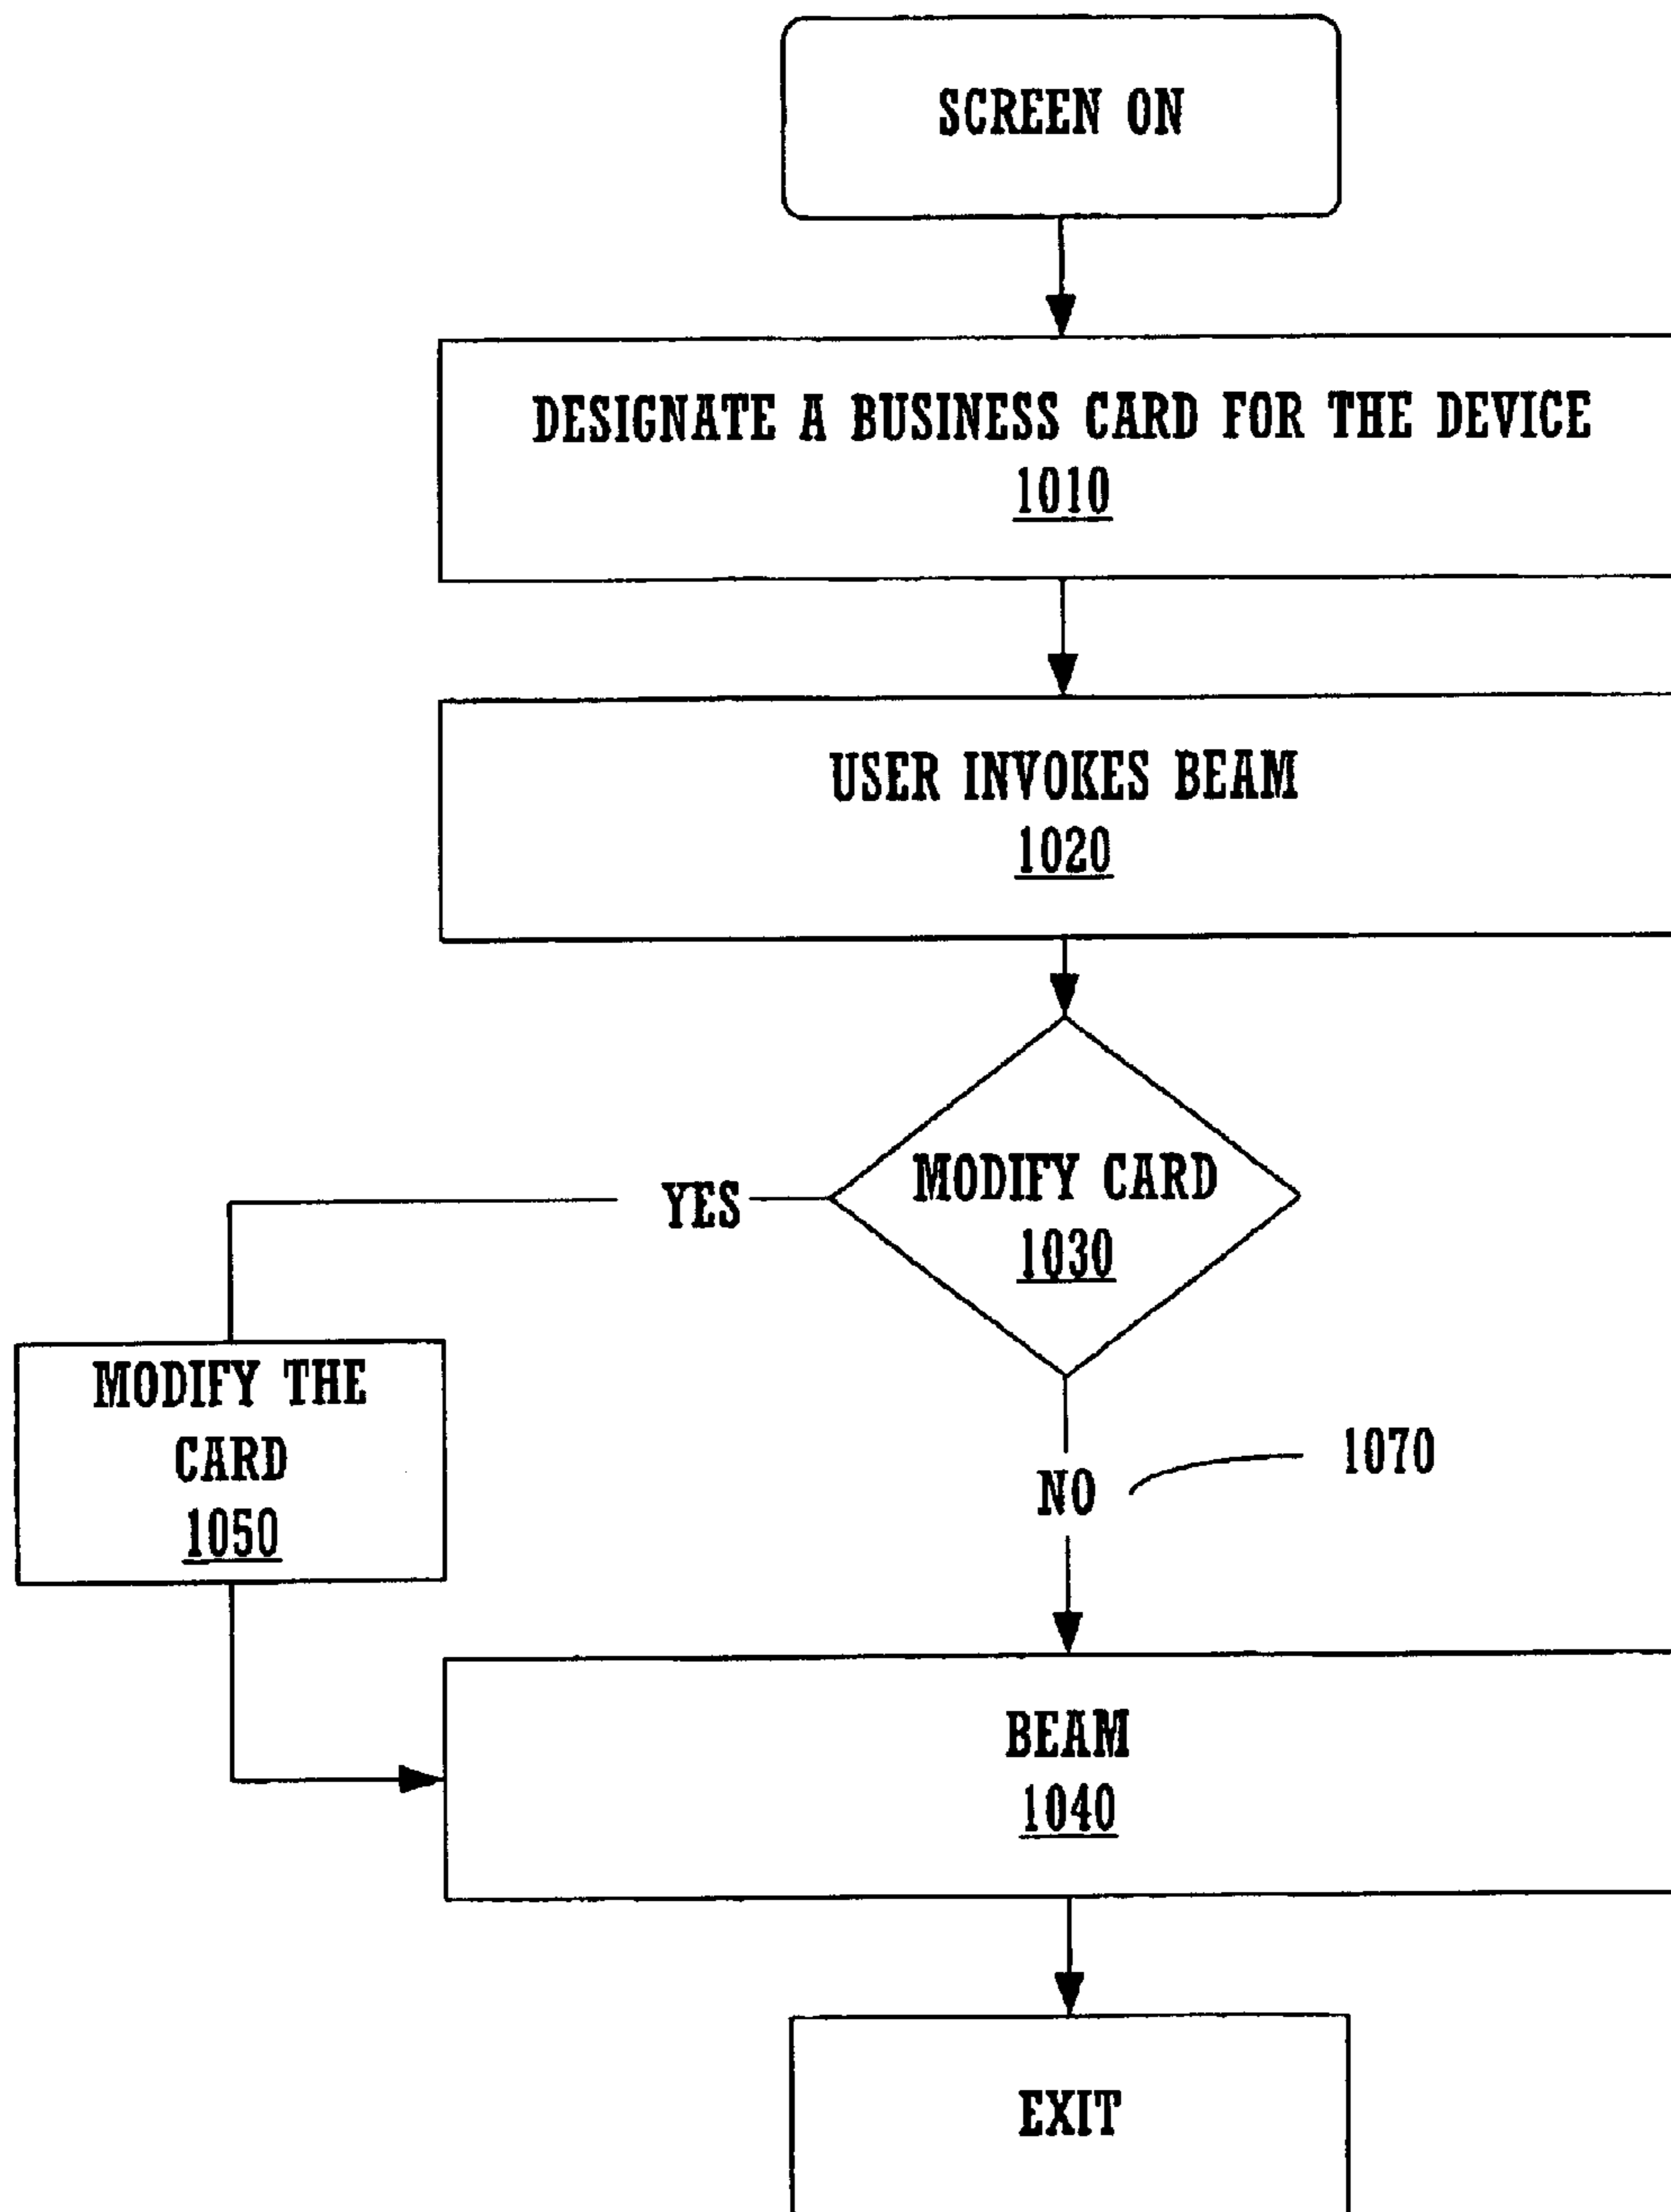 SCREEN ON
DESIGNATE A BUSINESS CARD FOR THE DEVICE
1010
USER INVOKES BEAM
1020
MODIFY CARD
1030
YES
MODIFY THE
CARD
1050
NO
1070
BEAM
1040
EXIT